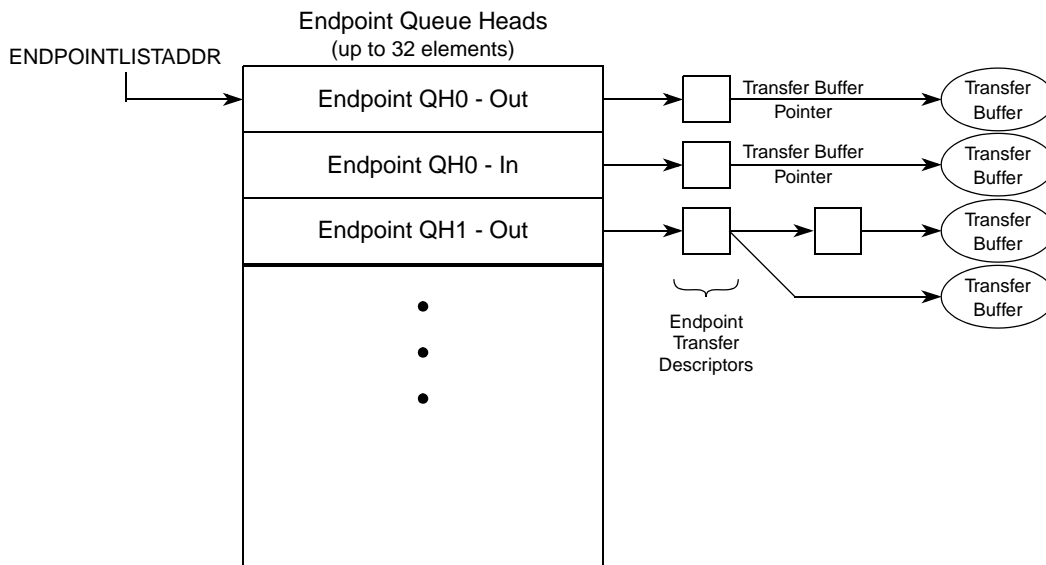 Endpoint Queue Heads
(up to 32 elements)
ENDPOINTLISTADDR
Endpoint QH0 - Out
Transfer Buffer
Pointer
Transfer
Buffer
Endpoint QH0 - In
Transfer Buffer
Pointer
Transfer
Buffer
Endpoint QH1 - Out
Transfer
Buffer
Transfer
Buffer
Endpoint
Transfer
Descriptors